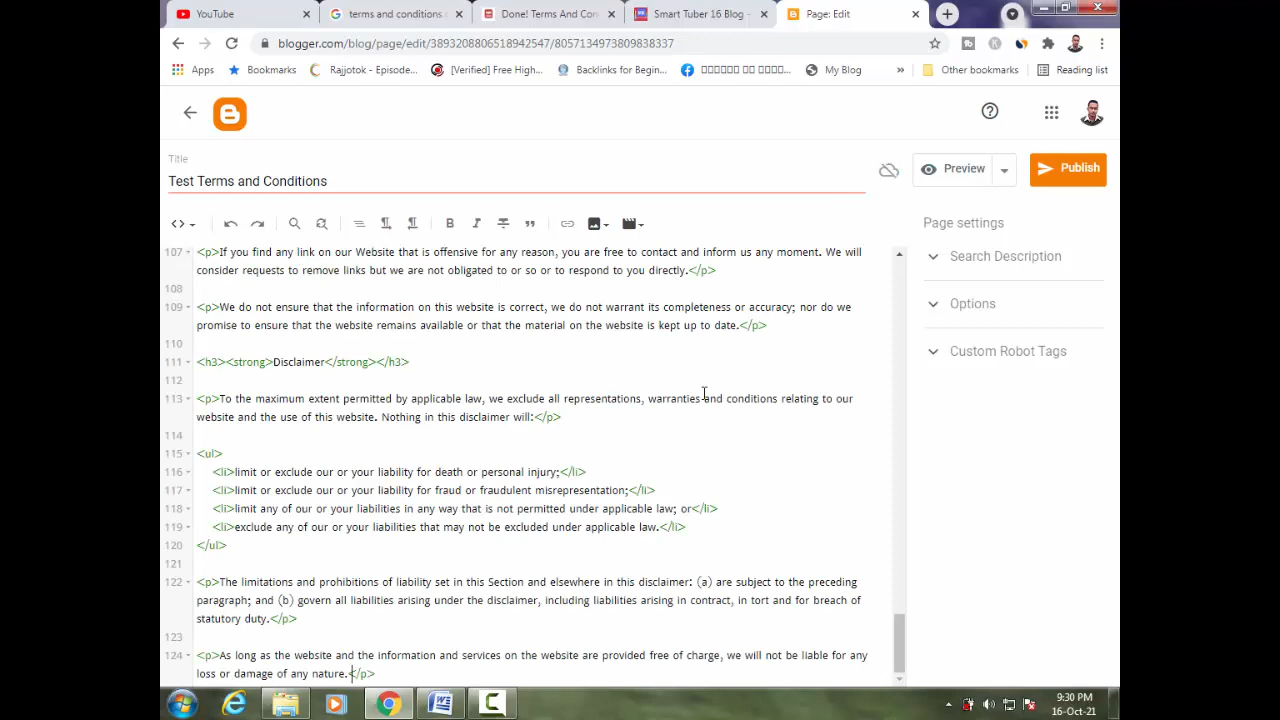 YouTube
terms and conditions
Done! Terms And Con
Smart Tuber 16 Blog -
Page: Edit
blogger.com/blog/page/edit/3893208806518942547/8057134973809838337
Apps
Bookmarks
Rajjotok - Episode...
[Verified] Free High...
Backlinks for Begin...
My Blog
»
Other bookmarks
Reading list
Title
Test Terms and Conditions
Preview
Publish
Page settings
Search Description
Options
Custom Robot Tags
107 <p>If you find any link on our Website that is offensive for any reason, you are free to contact and inform us any moment. We will
consider requests to remove links but we are not obligated to or so or to respond to you directly.</p>
108
109 <p>We do not ensure that the information on this website is correct, we do not warrant its completeness or accuracy; nor do we
promise to ensure that the website remains available or that the material on the website is kept up to date.</p>
110
111 <h3><strong>Disclaimer</strong></h3>
112
113 <p>To the maximum extent permitted by applicable law, we exclude all representations, warranties and conditions relating to our
website and the use of this website. Nothing in this disclaimer will:</p>
114
115 <ul>
116 <li>limit or exclude our or your liability for death or personal injury;</li>
117 <li>limit or exclude our or your liability for fraud or fraudulent misrepresentation;</li>
118 <li>limit any of our or your liabilities in any way that is not permitted under applicable law; or</li>
119 <li>exclude any of our or your liabilities that may not be excluded under applicable law.</li>
120 </ul>
121
122 <p>The limitations and prohibitions of liability set in this Section and elsewhere in this disclaimer: (a) are subject to the preceding
paragraph; and (b) govern all liabilities arising under the disclaimer, including liabilities arising in contract, in tort and for breach of
statutory duty.</p>
123
124 <p>As long as the website and the information and services on the website are provided free of charge, we will not be liable for any
loss or damage of any nature.</p>
9:30 PM
16-Oct-21